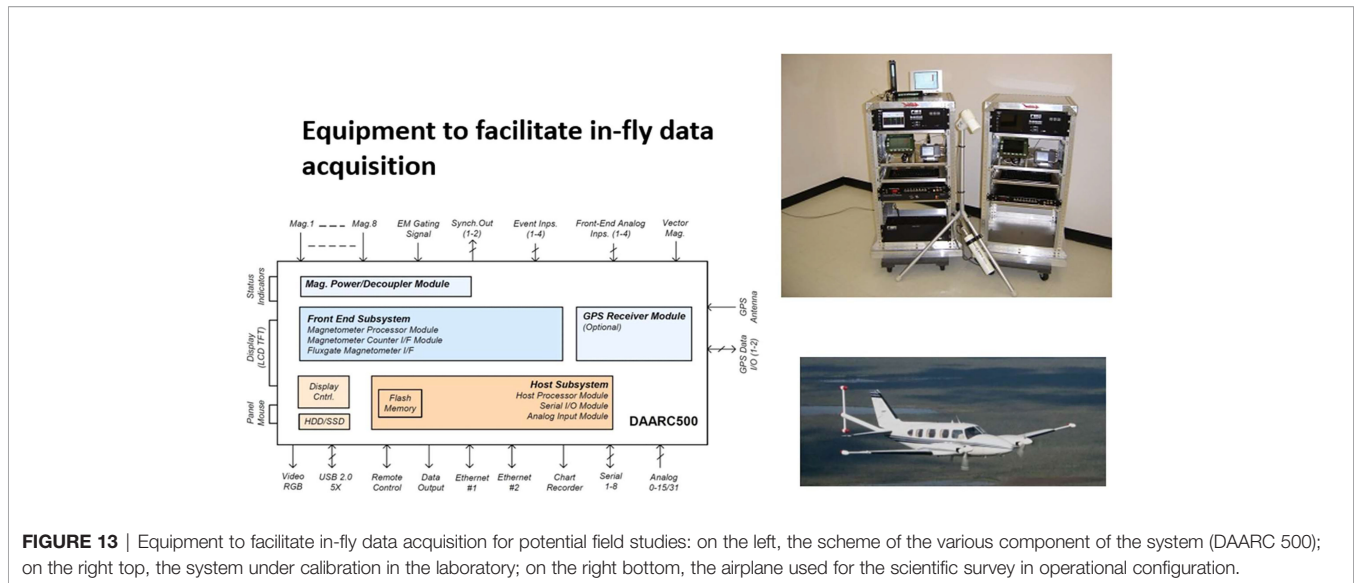 Equipment to facilitate in-fly data
acquisition
Mag.1
Mag.8
EM Gating
Signal
Synch.Out
(1-2)
Event Inps.
(1-4)
Front-End Analog
Inps. (1-4)
Vector
Mag.
Status
Indicators
Mag. Power/Decoupler Module
Display
(LCD TFT)
Front End Subsystem
Magnetometer Processor Module
Magnetometer Counter I/F Module
Fluxgate Magnetometer I/F
GPS Receiver Module
(Optional)
GPS
Antenna
GPS Data
I/O (1-2)
Panel
Mouse
Display
Cntrl.
HDD/SSD
Flash
Memory
Host Subsystem
Host Processor Module
Serial I/O Module
Analog Input Module
DAARC500
Video
RGB
USB 2.0
5X
Remote
Control
Data
Output
Ethernet
#1
Ethernet
#2
Chart
Recorder
Serial
1-8
Analog
0-15/31
FIGURE 13 | Equipment to facilitate in-fly data acquisition for potential field studies: on the left, the scheme of the various component of the system (DAARC 500);
on the right top, the system under calibration in the laboratory; on the right bottom, the airplane used for the scientific survey in operational configuration.